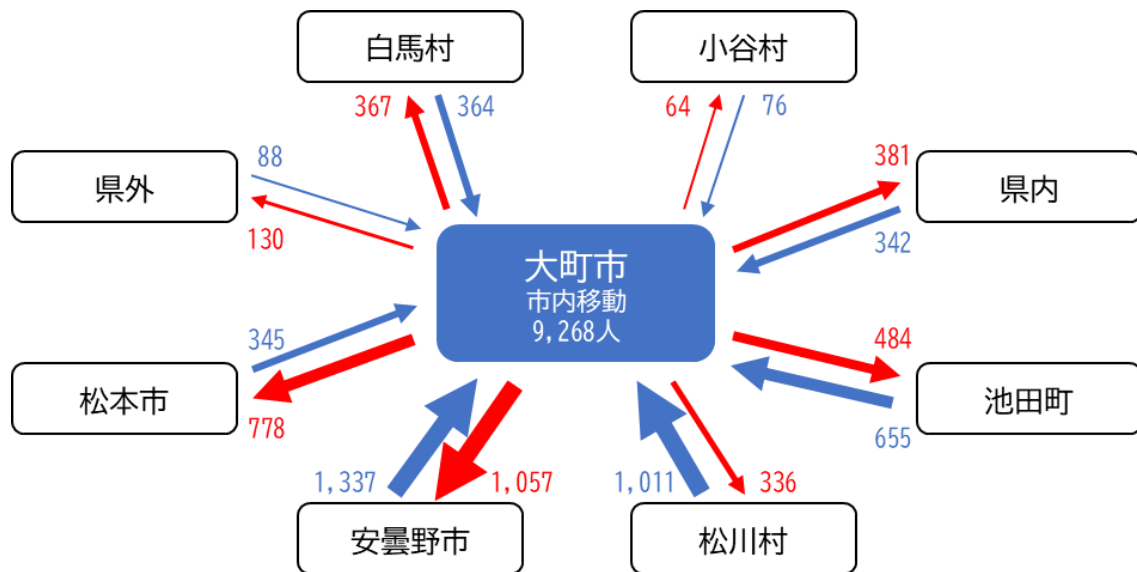 白馬村
小谷村
367
364
64
76
県外
88
130
381
県内
342
大町市
市内移動
9,268人
345
松本市
778
484
池田町
655
1,337
1,057
安曇野市
1,011
336
松川村